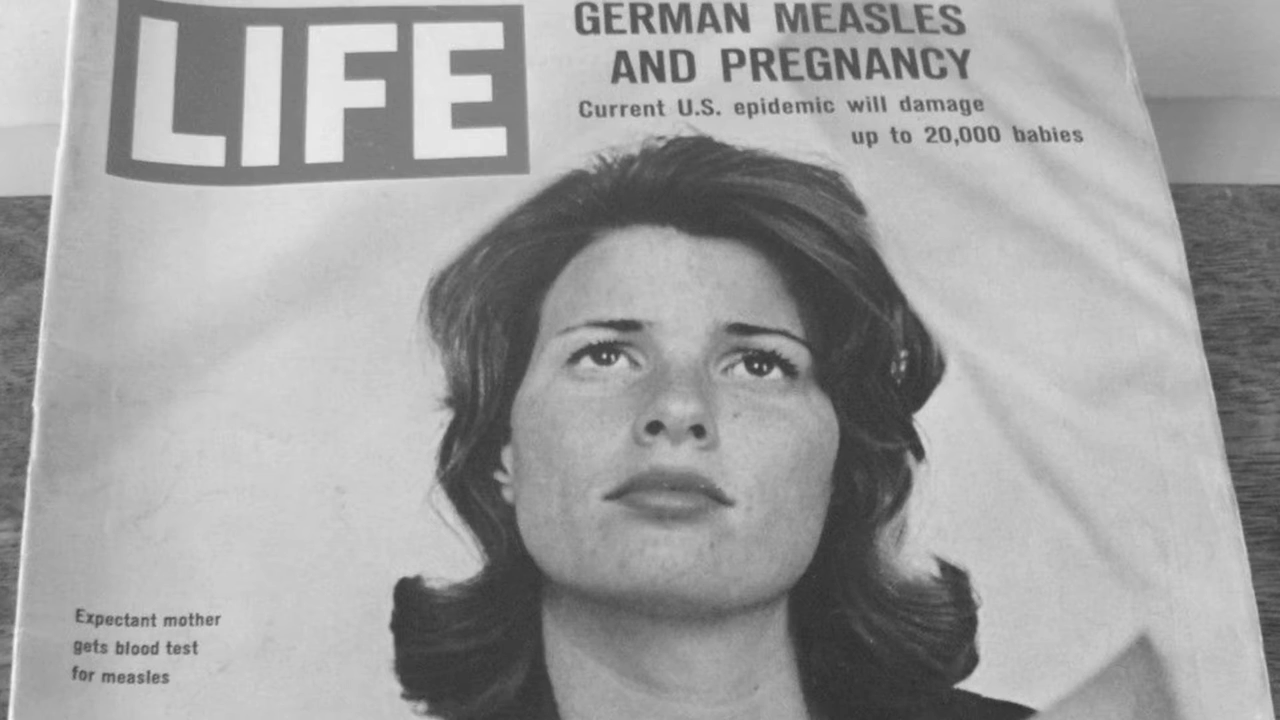 LIFE
GERMAN MEASLES
AND PREGNANCY
Current U.S. epidemic will damage
up to 20,000 babies
Expectant mother
gets blood test
for measles